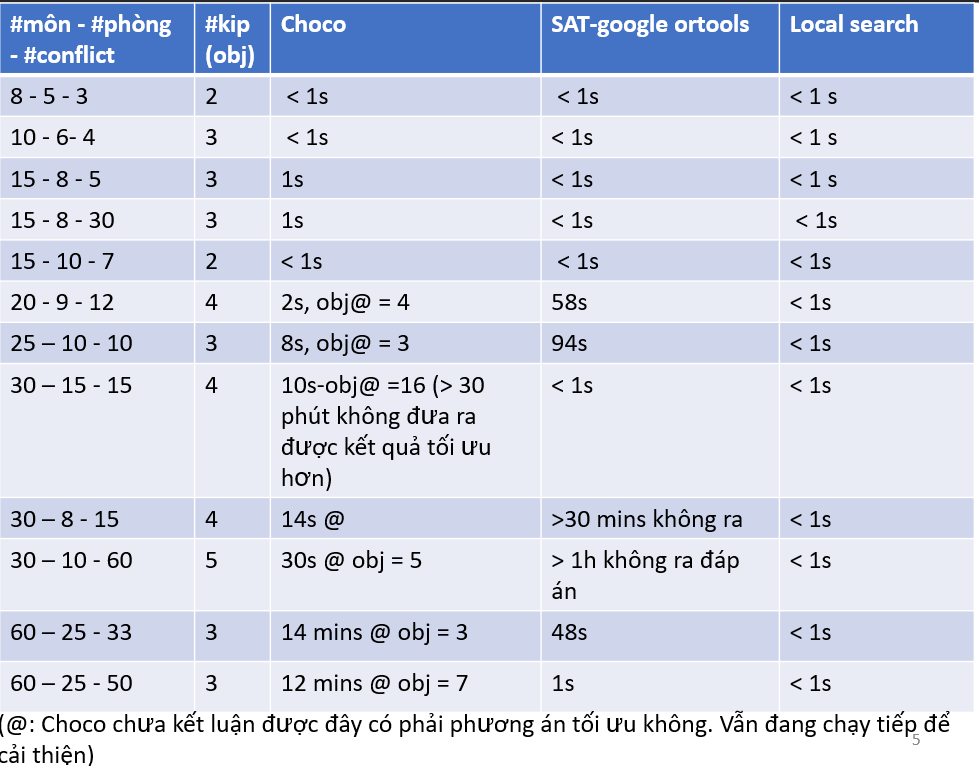 #môn - #phòng #kip Choco SAT-google ortools Local search
- #conflict (obj)
8 - 5 - 3 2 < 1s < 1s < 1 s
10 - 6- 4 3 < 1s < 1s < 1 s
15 - 8 - 5 3 1s < 1s < 1 s
15 - 8 - 30 3 1s < 1s < 1s
15 - 10 - 7 2 < 1s < 1s < 1s
20 - 9 - 12 4 2s, obj@ = 4 58s < 1s
25 – 10 - 10 3 8s, obj@ = 3 94s < 1s
30 – 15 - 15 4 10s-obj@ =16 (> 30 < 1s < 1s
phút không đưa ra
được kết quả tối ưu
hơn)
30 – 8 - 15 4 14s @ >30 mins không ra < 1s
30 – 10 - 60 5 30s @ obj = 5 > 1h không ra đáp < 1s
án
60 – 25 - 33 3 14 mins @ obj = 3 48s < 1s
60 – 25 - 50 3 12 mins @ obj = 7 1s < 1s
(@: Choco chưa kết luận được đây có phải phương án tối ưu không. Vẫn đang chạy tiếp để
5
cải thiện)